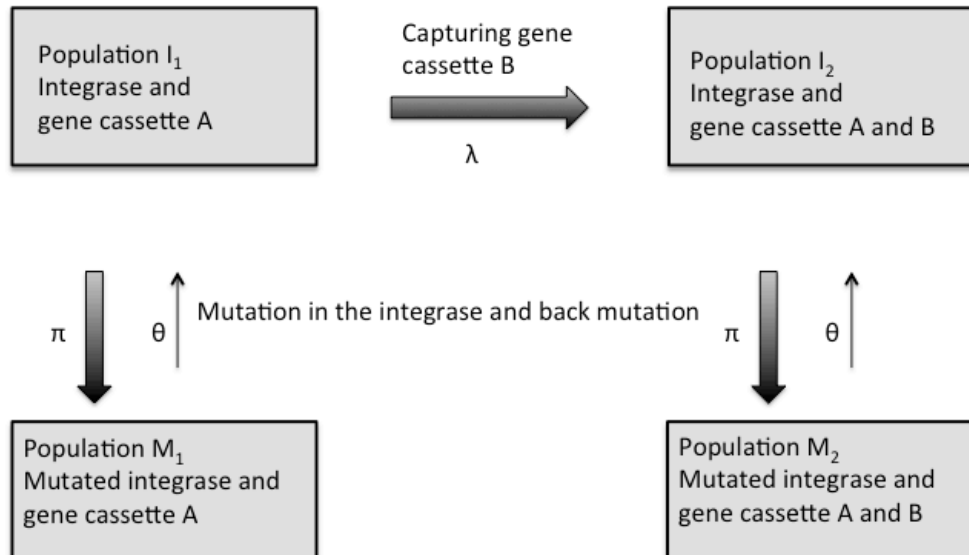 Population I₁
Integrase and
gene cassette A
Capturing gene
cassette B
λ
Population I₂
Integrase and
gene cassette A and B
π
θ
Mutation in the integrase and back mutation
π
θ
Population M₁
Mutated integrase and
gene cassette A
Population M₂
Mutated integrase and
gene cassette A and B